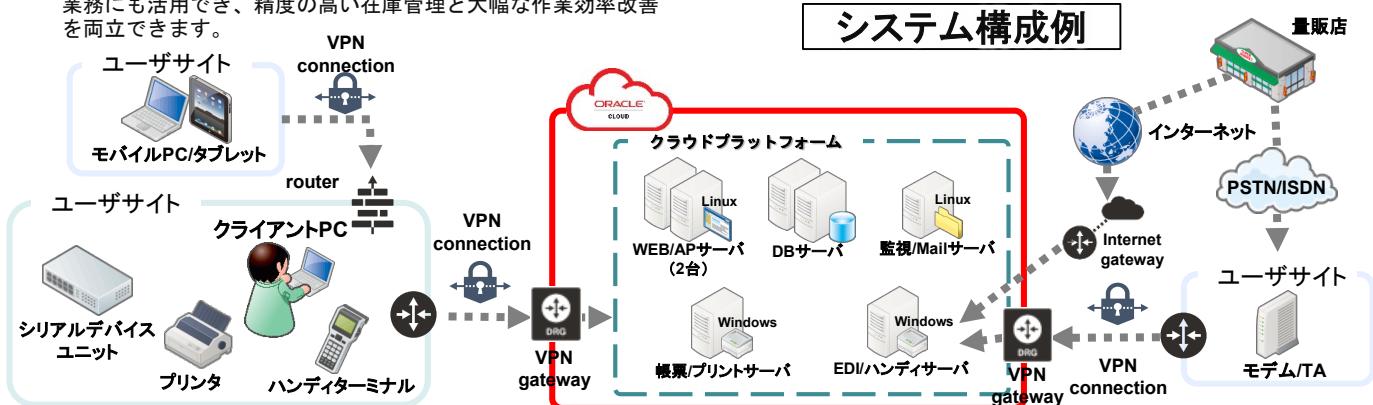 業務にも活用でき、精度の高い在庫管理と大幅な作業効率改善
を両立できます。
システム構成例
ユーザサイト
モバイルPC/タブレット
VPN
connection
router
ユーザサイト
クライアントPC
シリアルデバイス
ユニット
プリンタ
ハンディターミナル
VPN
connection
DRG
VPN
gateway
ORACLE
CLOUD
クラウドプラットフォーム
Linux
WEB/APサーバ
（2台）
DBサーバ
Linux
監視/Mailサーバ
Windows
帳票/プリントサーバ
Windows
EDI/ハンディサーバ
量販店
インターネット
PSTN/ISDN
Internet
gateway
DRG
VPN
gateway
VPN
connection
ユーザサイト
モデム/TA